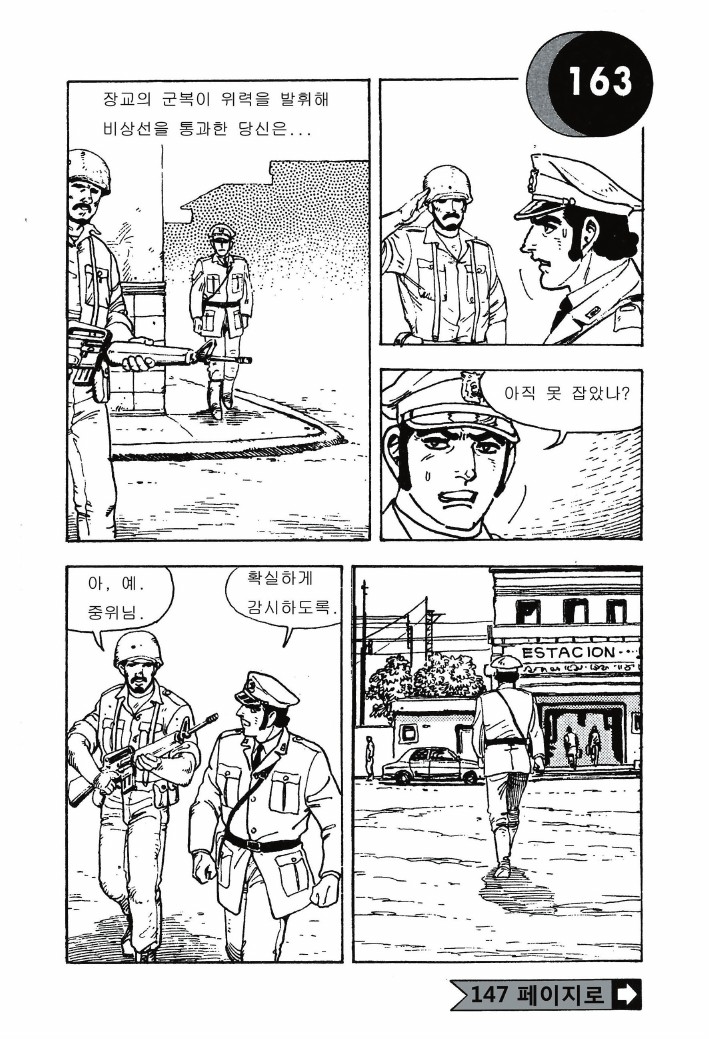 163
장교의 군복이 위력을 발휘해
비상선을 통과한 당신은...
아직 못 잡았나?
아, 예.
중위님.
확실하게
감시하도록.
ESTACION...
147 페이지로